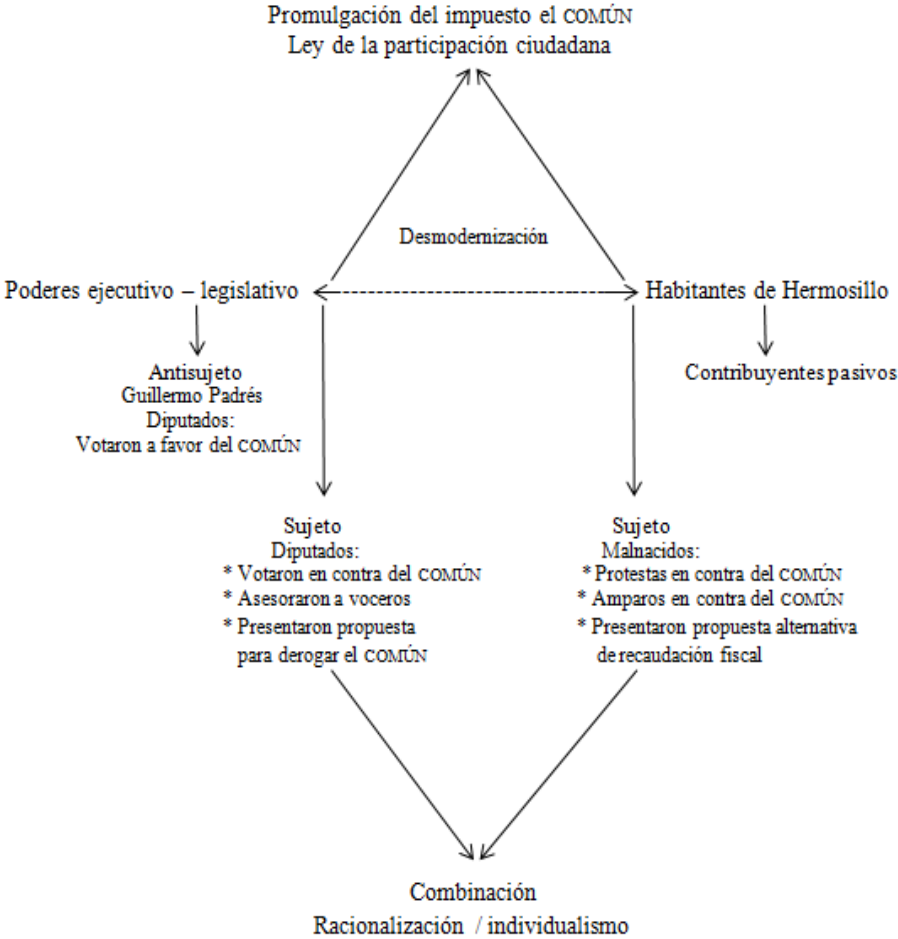 Promulgación del impuesto el COMÚN
Ley de la participación ciudadana
Desmodernización
Poderes ejecutivo – legislativo
Habitantes de Hermosillo
Antisujeto
Guillermo Padrés
Diputados:
Votaron a favor del COMÚN
Contribuyentes pasivos
Sujeto
Diputados:
* Votaron en contra del COMÚN
* Asesoraron a voceros
* Presentaron propuesta
para derogar el COMÚN
Sujeto
Malnacidos:
* Protestas en contra del COMÚN
* Amparos en contra del COMÚN
* Presentaron propuesta alternativa
de recaudación fiscal
Combinación
Racionalización / individualismo